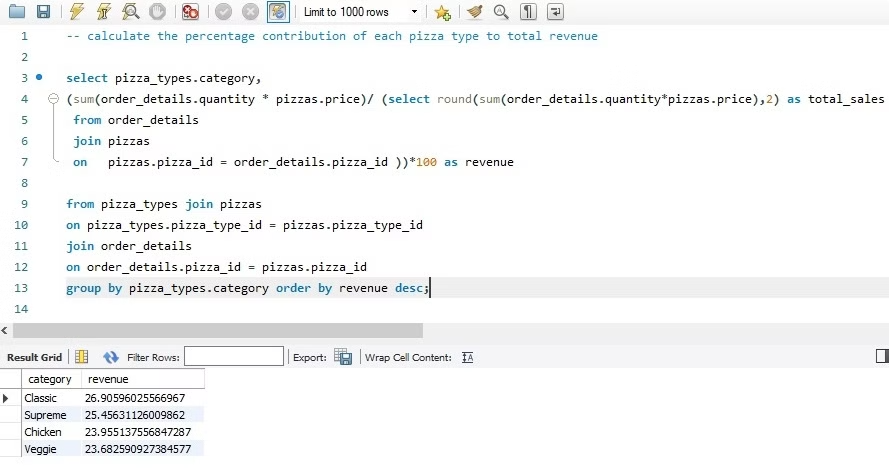 Limit to 1000 rows
1 -- calculate the percentage contribution of each pizza type to total revenue
2
3 select pizza_types.category,
4 (sum(order_details.quantity * pizzas.price)/ (select round(sum(order_details.quantity*pizzas.price),2) as total_sales
5 from order_details
6 join pizzas
7 on pizzas.pizza_id = order_details.pizza_id ))*100 as revenue
8
9 from pizza_types join pizzas
10 on pizza_types.pizza_type_id = pizzas.pizza_type_id
11 join order_details
12 on order_details.pizza_id = pizzas.pizza_id
13 group by pizza_types.category order by revenue desc;
14
Result Grid Filter Rows: Export: Wrap Cell Content:
category revenue
Classic 26.90596025566967
Supreme 25.45631126009862
Chicken 23.955137556847287
Veggie 23.682590927384577